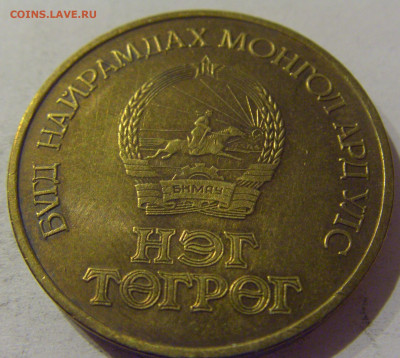 COINS.LAVE.RU
БҮГД НАЙРАМДАХ МОНГОЛ АРД УЛС
БНМАУ
НЭГ
ТӨГРӨГ